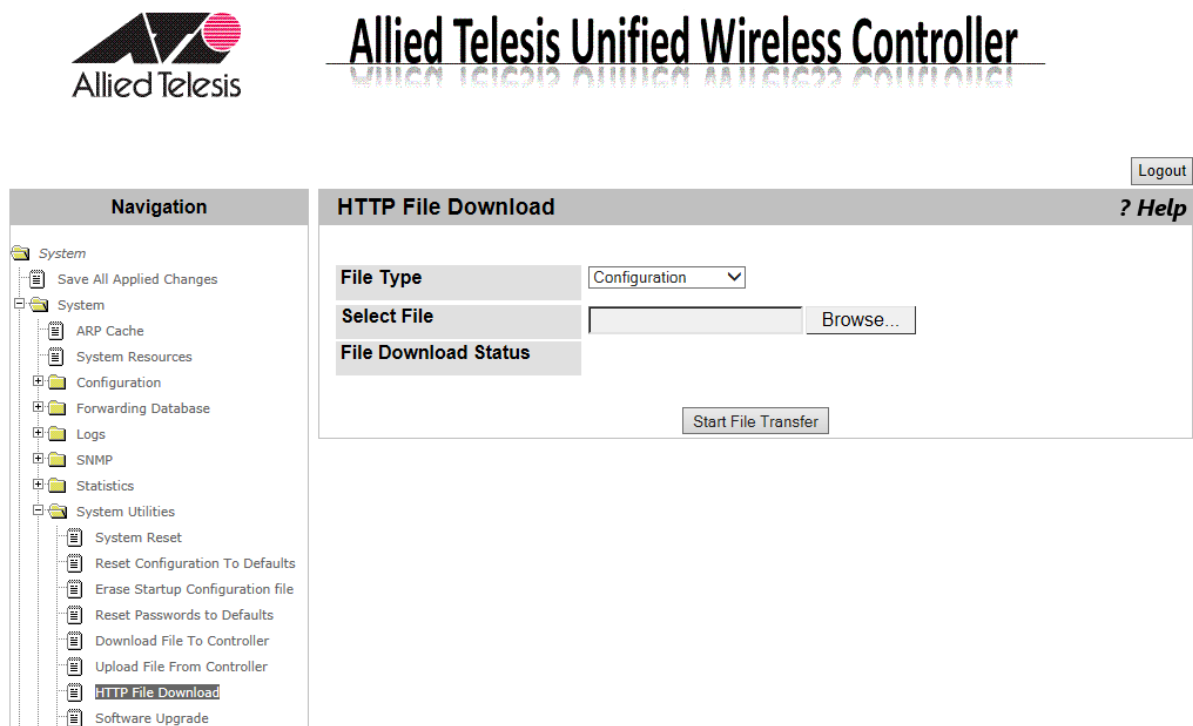 Allied Telesis
Allied Telesis Unified Wireless Controller
Logout
Navigation
System
Save All Applied Changes
System
ARP Cache
System Resources
Configuration
Forwarding Database
Logs
SNMP
Statistics
System Utilities
System Reset
Reset Configuration To Defaults
Erase Startup Configuration file
Reset Passwords to Defaults
Download File To Controller
Upload File From Controller
HTTP File Download
Software Upgrade
HTTP File Download
? Help
File Type
Configuration
Select File
Browse...
File Download Status
Start File Transfer